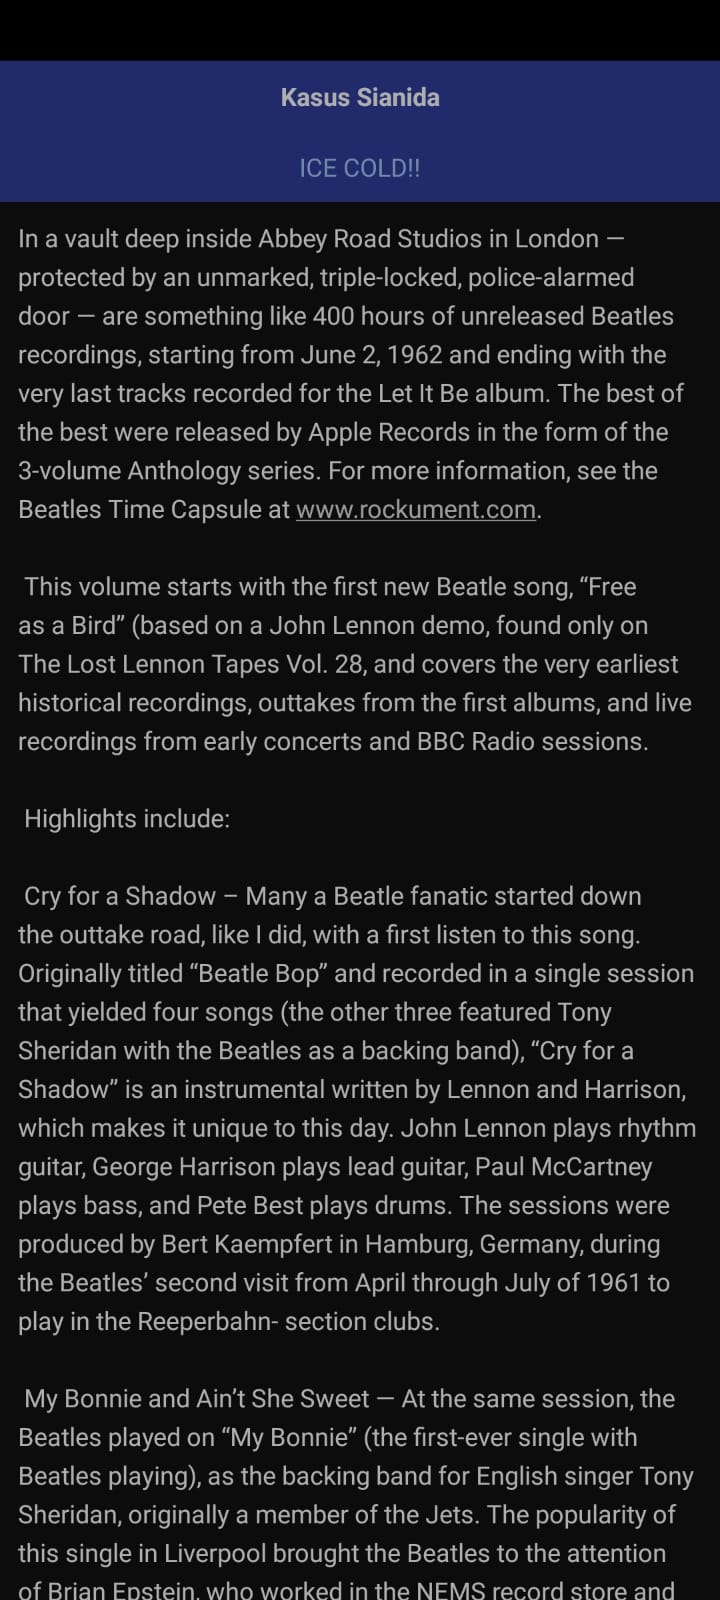 Kasus Sianida
ICE COLD!!
In a vault deep inside Abbey Road Studios in London —
protected by an unmarked, triple-locked, police-alarmed
door — are something like 400 hours of unreleased Beatles
recordings, starting from June 2, 1962 and ending with the
very last tracks recorded for the Let It Be album. The best of
the best were released by Apple Records in the form of the
3-volume Anthology series. For more information, see the
Beatles Time Capsule at www.rockument.com.
This volume starts with the first new Beatle song, “Free
as a Bird” (based on a John Lennon demo, found only on
The Lost Lennon Tapes Vol. 28, and covers the very earliest
historical recordings, outtakes from the first albums, and live
recordings from early concerts and BBC Radio sessions.
Highlights include:
Cry for a Shadow – Many a Beatle fanatic started down
the outtake road, like I did, with a first listen to this song.
Originally titled “Beatle Bop” and recorded in a single session
that yielded four songs (the other three featured Tony
Sheridan with the Beatles as a backing band), “Cry for a
Shadow” is an instrumental written by Lennon and Harrison,
which makes it unique to this day. John Lennon plays rhythm
guitar, George Harrison plays lead guitar, Paul McCartney
plays bass, and Pete Best plays drums. The sessions were
produced by Bert Kaempfert in Hamburg, Germany, during
the Beatles’ second visit from April through July of 1961 to
play in the Reeperbahn- section clubs.
My Bonnie and Ain’t She Sweet — At the same session, the
Beatles played on “My Bonnie” (the first-ever single with
Beatles playing), as the backing band for English singer Tony
Sheridan, originally a member of the Jets. The popularity of
this single in Liverpool brought the Beatles to the attention
of Brian Epstein, who worked in the NEMS record store and